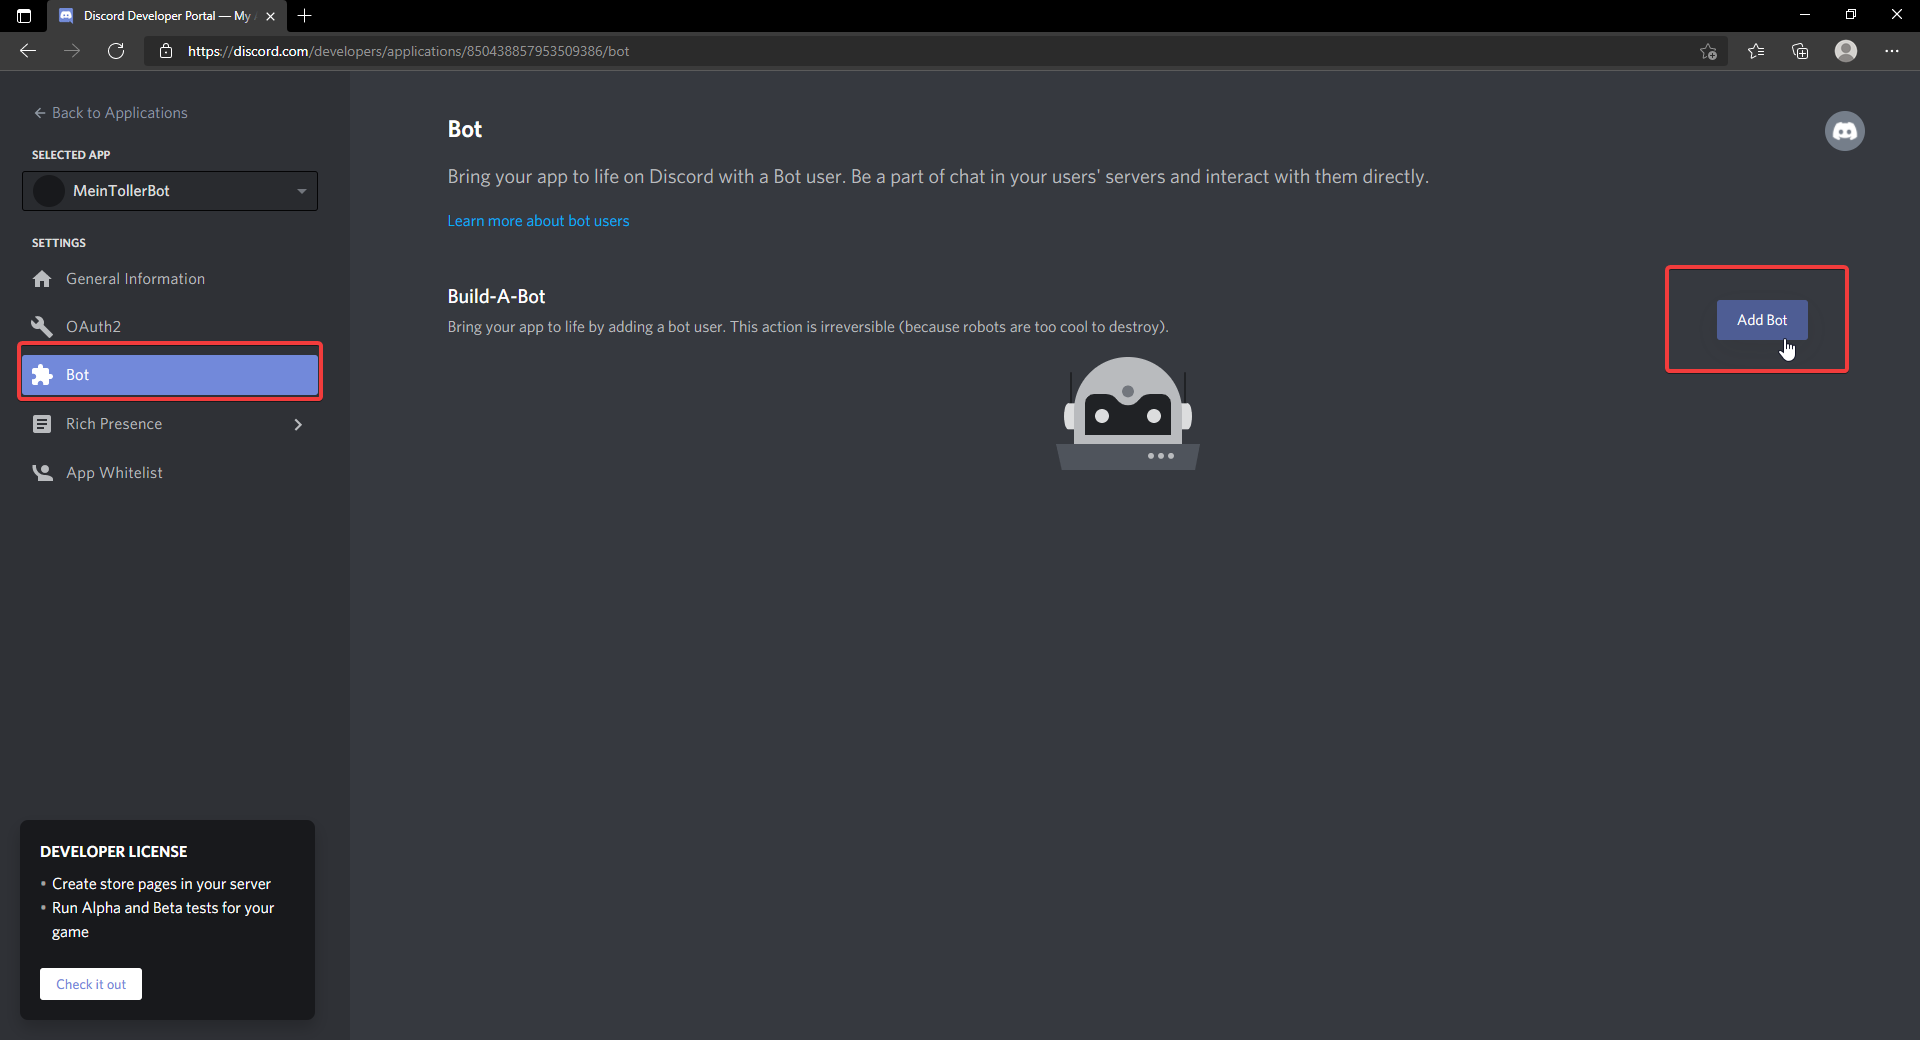 Discord Developer Portal — My
https://discord.com/developers/applications/850438857953509386/bot
Back to Applications
SELECTED APP
MeinTollerBot
SETTINGS
General Information
OAuth2
Bot
Rich Presence
App Whitelist
DEVELOPER LICENSE
• Create store pages in your server
• Run Alpha and Beta tests for your
game
Check it out
Bot
Bring your app to life on Discord with a Bot user. Be a part of chat in your users' servers and interact with them directly.
Learn more about bot users
Build-A-Bot
Bring your app to life by adding a bot user. This action is irreversible (because robots are too cool to destroy).
Add Bot